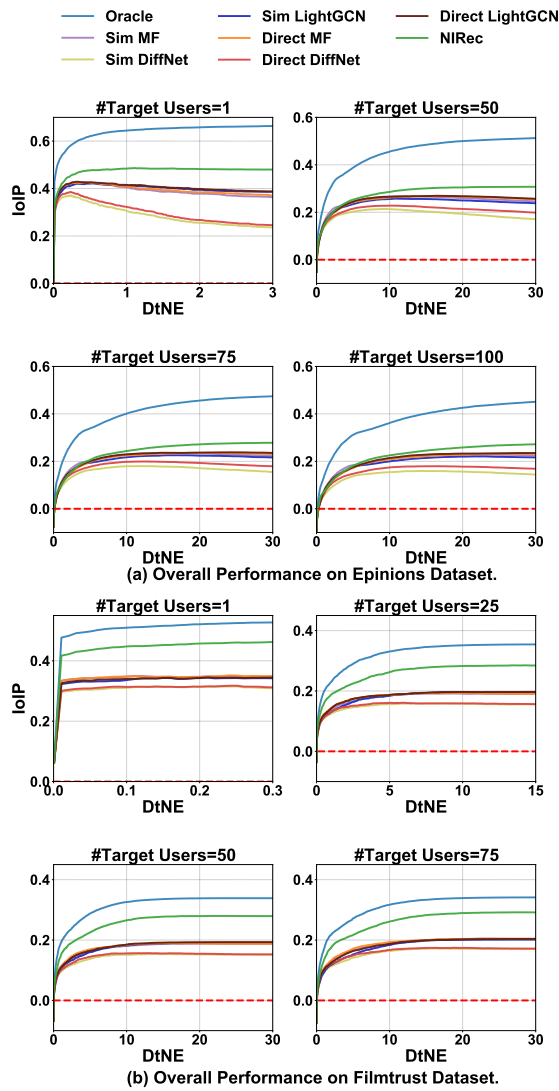 Oracle Sim LightGCN Direct LightGCN
Sim MF Direct MF NIRec
Sim DiffNet Direct DiffNet
#Target Users=1 #Target Users=50
0.6 0.4 0.2 0.0
IoIP
0 1 2 3
DtNE
0.6 0.4 0.2 0.0
0 10 20 30
DtNE
#Target Users=75 #Target Users=100
0.6 0.4 0.2 0.0
0 10 20 30
DtNE
0.6 0.4 0.2 0.0
0 10 20 30
DtNE
(a) Overall Performance on Epinions Dataset.
#Target Users=1 #Target Users=25
0.4 0.2 0.0
IoIP
0.0 0.1 0.2 0.3
DtNE
0.4 0.2 0.0
0 5 10 15
DtNE
#Target Users=50 #Target Users=75
0.4 0.2 0.0
0 10 20 30
DtNE
0.4 0.2 0.0
0 10 20 30
DtNE
(b) Overall Performance on Filmtrust Dataset.